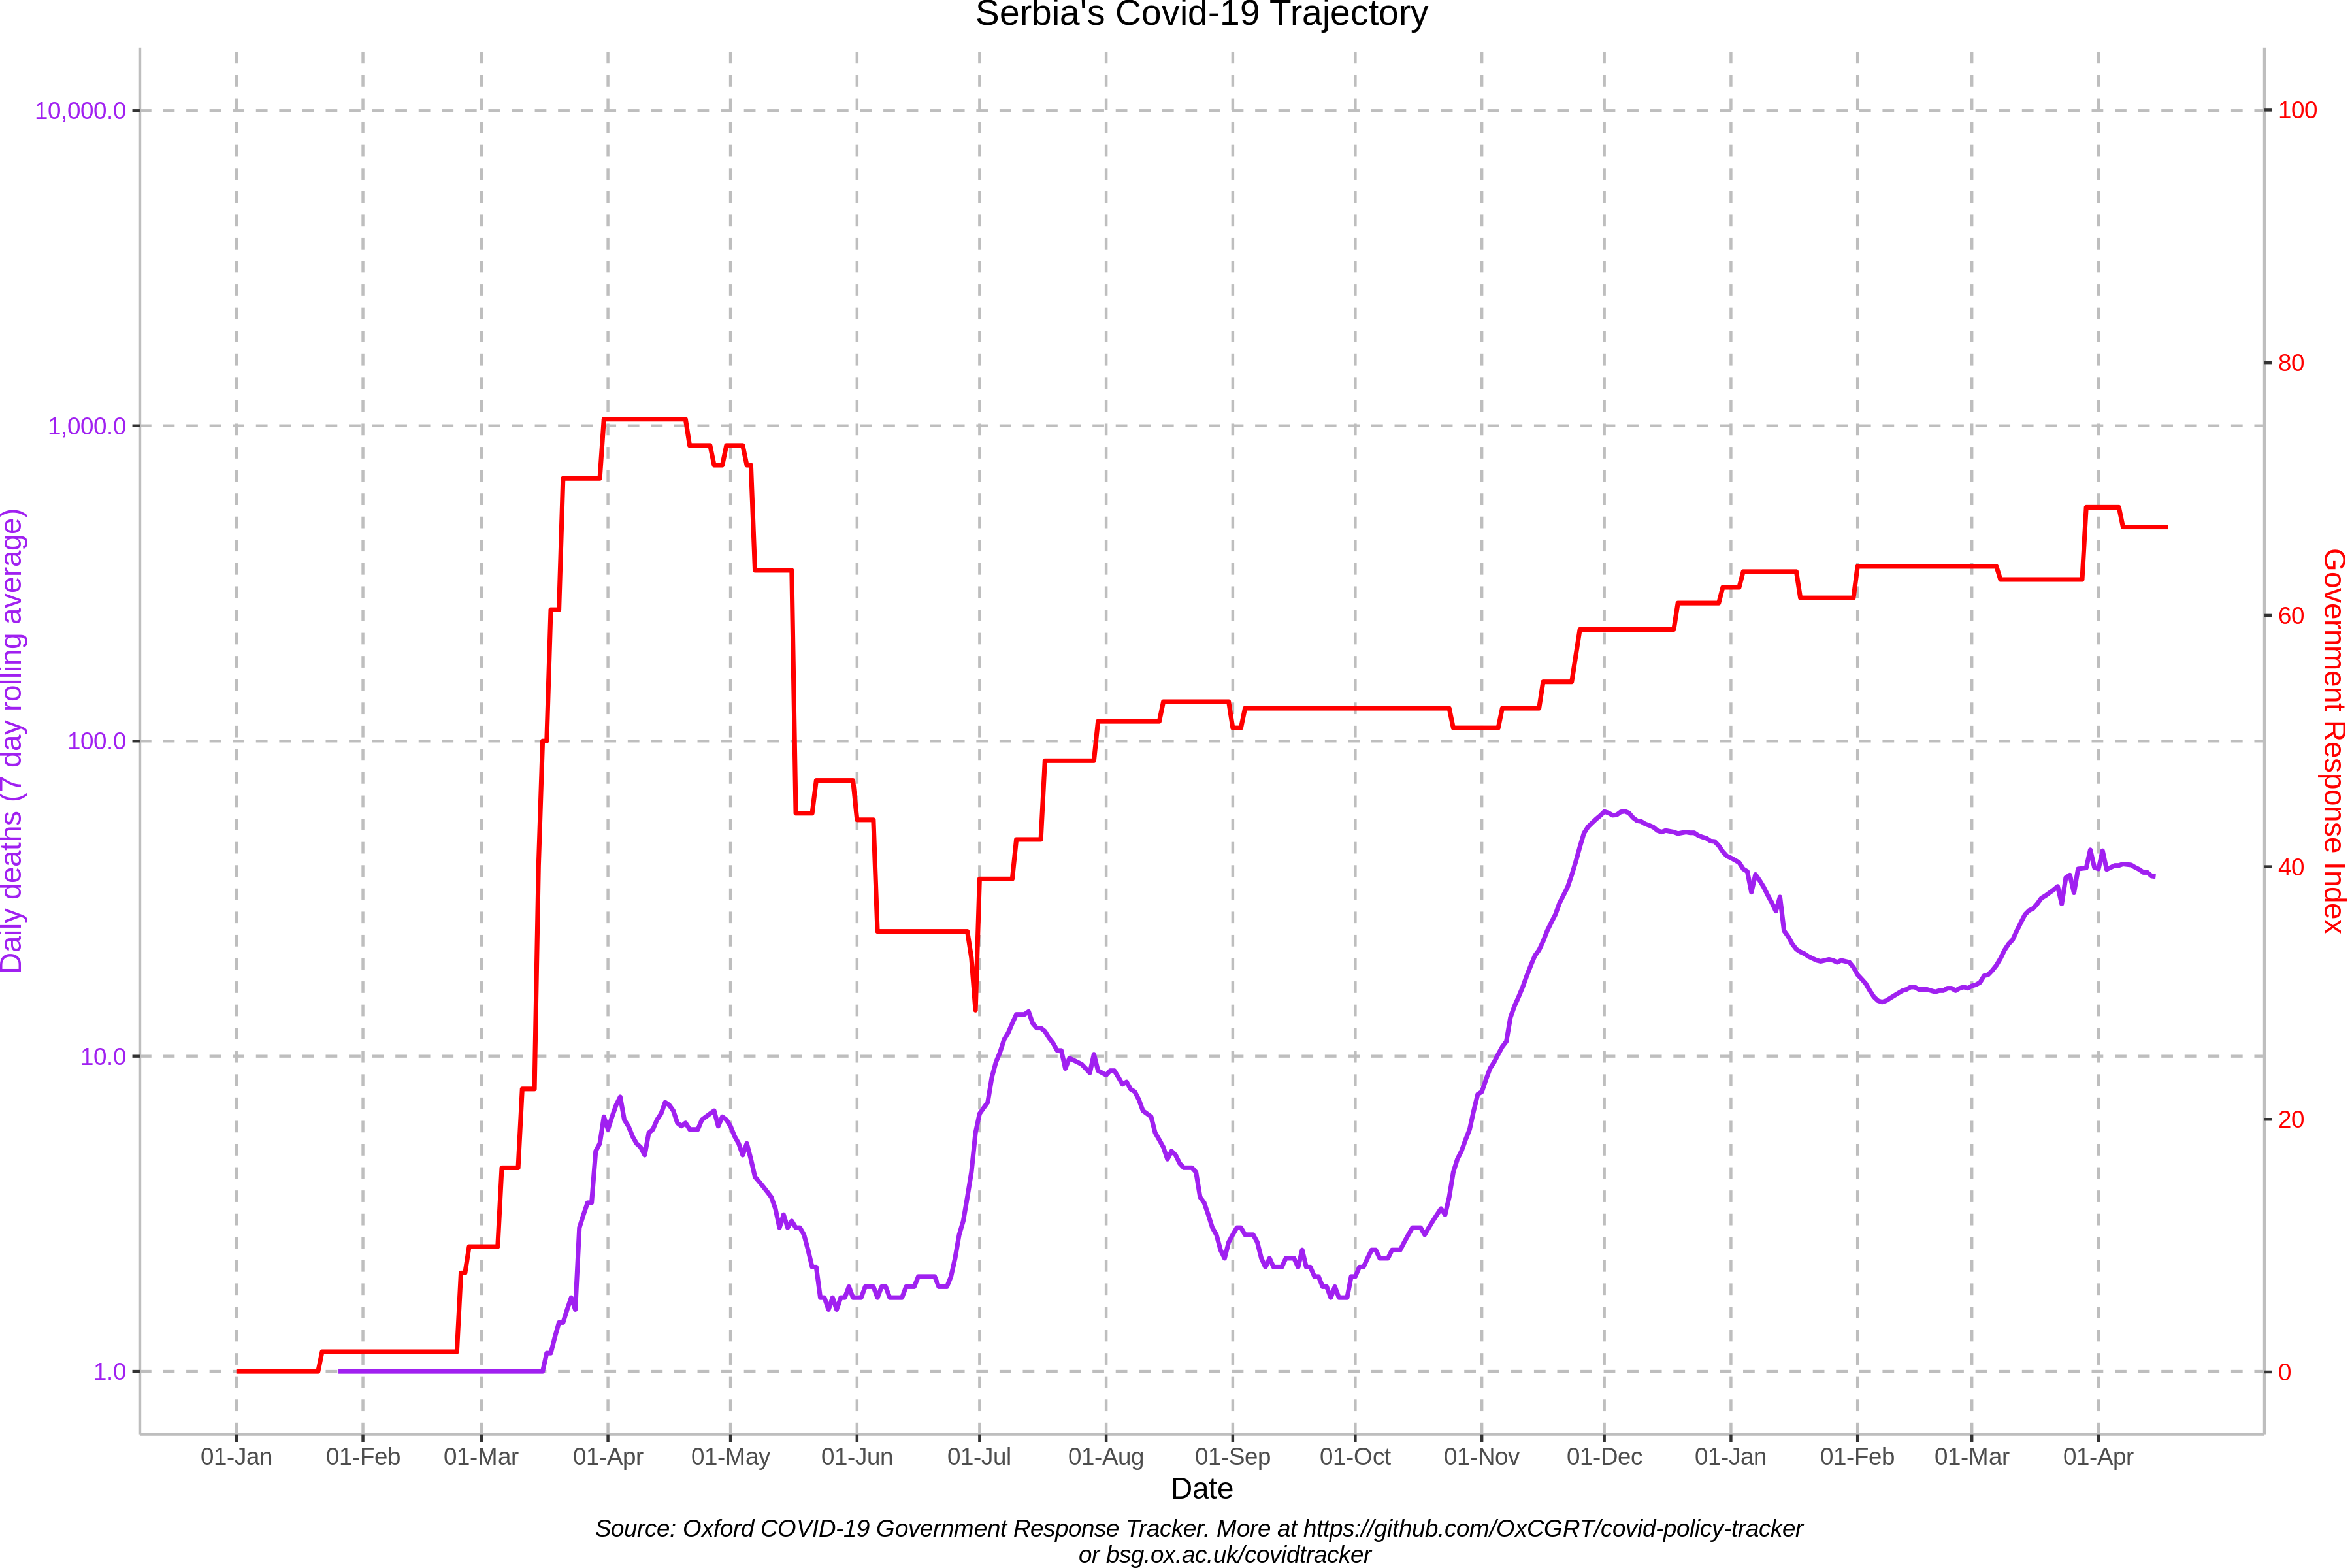 Serbia's Covid-19 Trajectory
10,000.0
1,000.0
100.0
10.0
1.0
Daily deaths (7 day rolling average)
100
80
60
40
20
0
Government Response Index
01-Jan 01-Feb 01-Mar 01-Apr 01-May 01-Jun 01-Jul 01-Aug 01-Sep 01-Oct 01-Nov 01-Dec 01-Jan 01-Feb 01-Mar 01-Apr
Date
Source: Oxford COVID-19 Government Response Tracker. More at https://github.com/OxCGRT/covid-policy-tracker
or bsg.ox.ac.uk/covidtracker